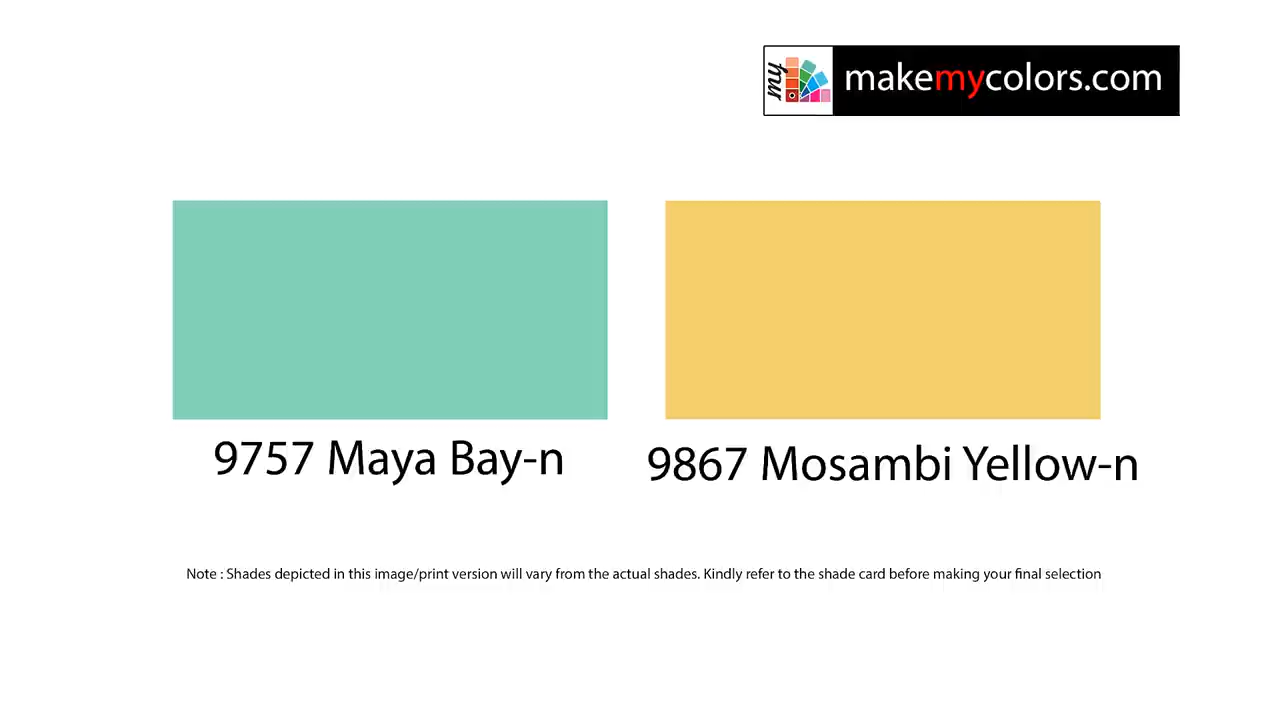 my
makemycolors.com
9757 Maya Bay-n
9867 Mosambi Yellow-n
Note : Shades depicted in this image/print version will vary from the actual shades. Kindly refer to the shade card before making your final selection